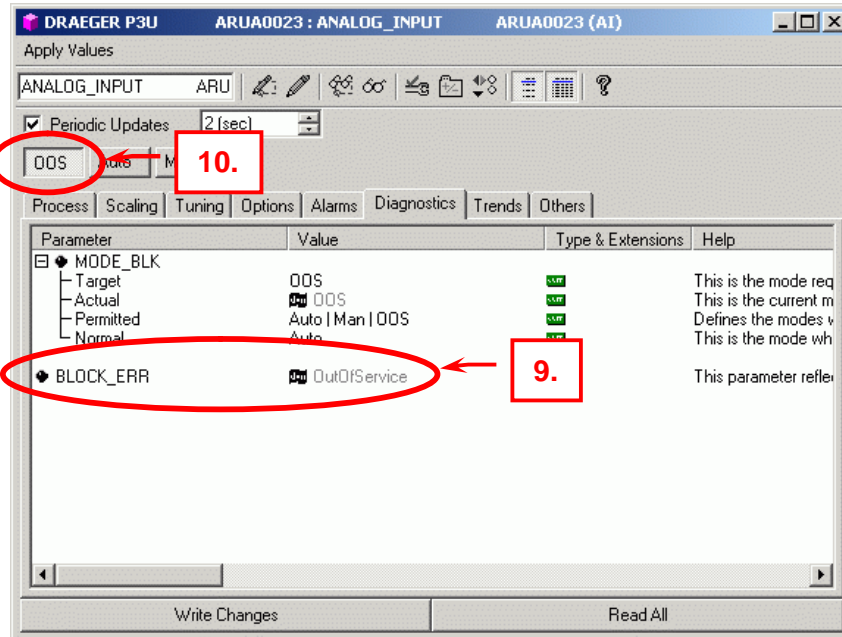 DRAEGER P3U ARUA0023 : ANALOG_INPUT ARUA0023 (AI)
Apply Values
ANALOG_INPUT ARU
Periodic Updates 2 (sec)
OOS Auto M 10.
Process Scaling Tuning Options Alarms Diagnostics Trends Others
Parameter Value Type & Extensions Help
MODE_BLK
Target OOS This is the mode req
Actual OOS This is the current m
Permitted Auto | Man | OOS Defines the modes w
Normal Auto This is the mode wh
BLOCK_ERR OutOfService 9. This parameter refle
Write Changes Read All